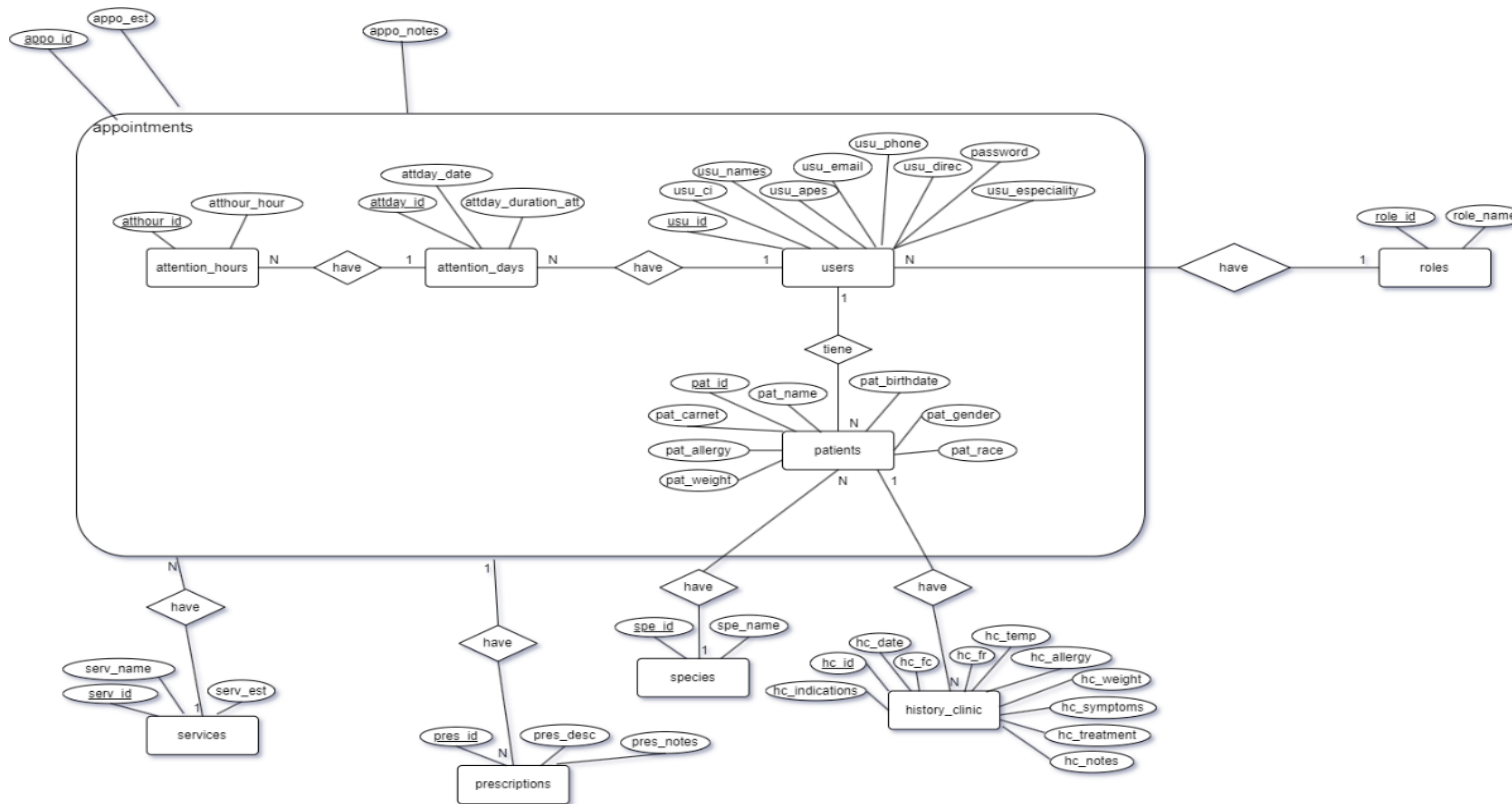 appo_est
appo_id
appo_notes
appointments
usu_phone
usu_email
usu_direc
password
usu_names
usu_apes
usu_ci
usu_especiality
usu_id
attday_date
attday_id
attday_duration_att
atthour_hour
atthour_id
role_id
role_name
attention_hours
N
have
1
attention_days
N
have
1
users
N
have
1
roles
1
tiene
N
pat_id
pat_name
pat_birthdate
pat_carnet
pat_gender
pat_allergy
pat_race
pat_weight
patients
N
1
N
have
1
1
have
N
have
1
have
N
serv_name
serv_id
serv_est
services
pres_id
pres_desc
pres_notes
prescriptions
spe_id
spe_name
species
hc_date
hc_temp
hc_id
hc_fc
hc_fr
hc_allergy
hc_indications
hc_weight
hc_symptoms
hc_treatment
hc_notes
history_clinic